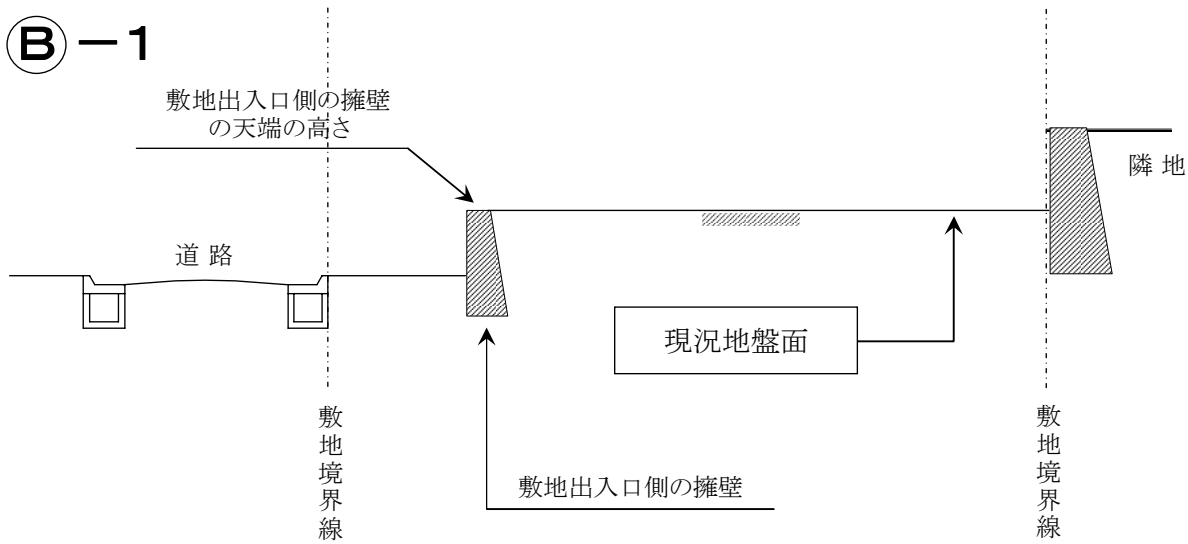 Ⓑ－1
敷地出入口側の擁壁
の天端の高さ
隣 地
道 路
現況地盤面
敷地境界線
敷地境界線
敷地出入口側の擁壁